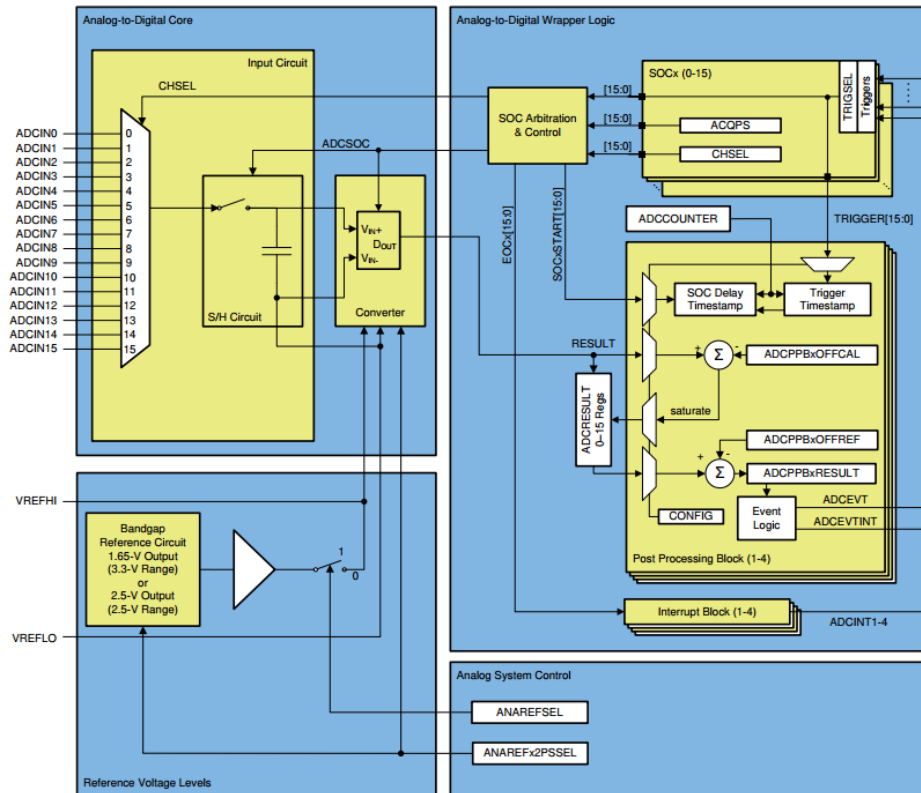 Analog-to-Digital Core
Input Circuit
CHSEL
ADCIN0
ADCIN1
ADCIN2
ADCIN3
ADCIN4
ADCIN5
ADCIN6
ADCIN7
ADCIN8
ADCIN9
ADCIN10
ADCIN11
ADCIN12
ADCIN13
ADCIN14
ADCIN15
0
1
2
3
4
5
6
7
8
9
10
11
12
13
14
15
ADCSOC
S/H Circuit
VIN+
DOUT
VIN-
Converter
Analog-to-Digital Wrapper Logic
SOCx (0-15)
[15:0]
[15:0]
[15:0]
SOC Arbitration
& Control
ACQPS
CHSEL
TRIGSEL
Triggers
EOCx[15:0]
SOCxSTART[15:0]
ADCCOUNTER
TRIGGER[15:0]
SOC Delay
Timestamp
Trigger
Timestamp
RESULT
+
Σ
-
ADCPPBxOFFCAL
ADCRESULT
0–15 Regs
saturate
ADCPPBxOFFREF
+
-
Σ
ADCPPBxRESULT
CONFIG
Event
Logic
ADCEVT
ADCEVTINT
Post Processing Block (1-4)
Interrupt Block (1-4)
ADCINT1-4
VREFHI
Bandgap
Reference Circuit
1.65-V Output
(3.3-V Range)
or
2.5-V Output
(2.5-V Range)
1
0
VREFLO
Reference Voltage Levels
Analog System Control
ANAREFSEL
ANAREFx2PSSEL